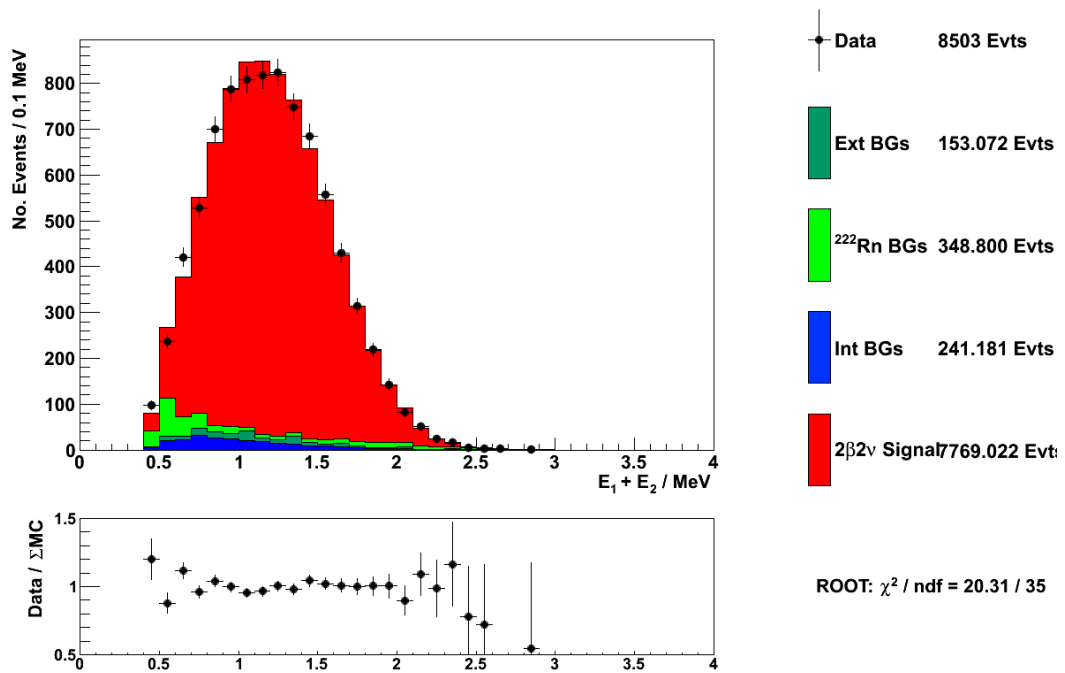 No. Events / 0.1 MeV
800
700
600
500
400
300
200
100
0
0 0.5 1 1.5 2 2.5 3 3.5 4
E₁ + E₂ / MeV
Data 8503 Evts
Ext BGs 153.072 Evts
²²²Rn BGs 348.800 Evts
Int BGs 241.181 Evts
2β2ν Signal 7769.022 Evts
Data / ΣMC
1.5
1
0.5
0 0.5 1 1.5 2 2.5 3 3.5 4
ROOT: χ² / ndf = 20.31 / 35